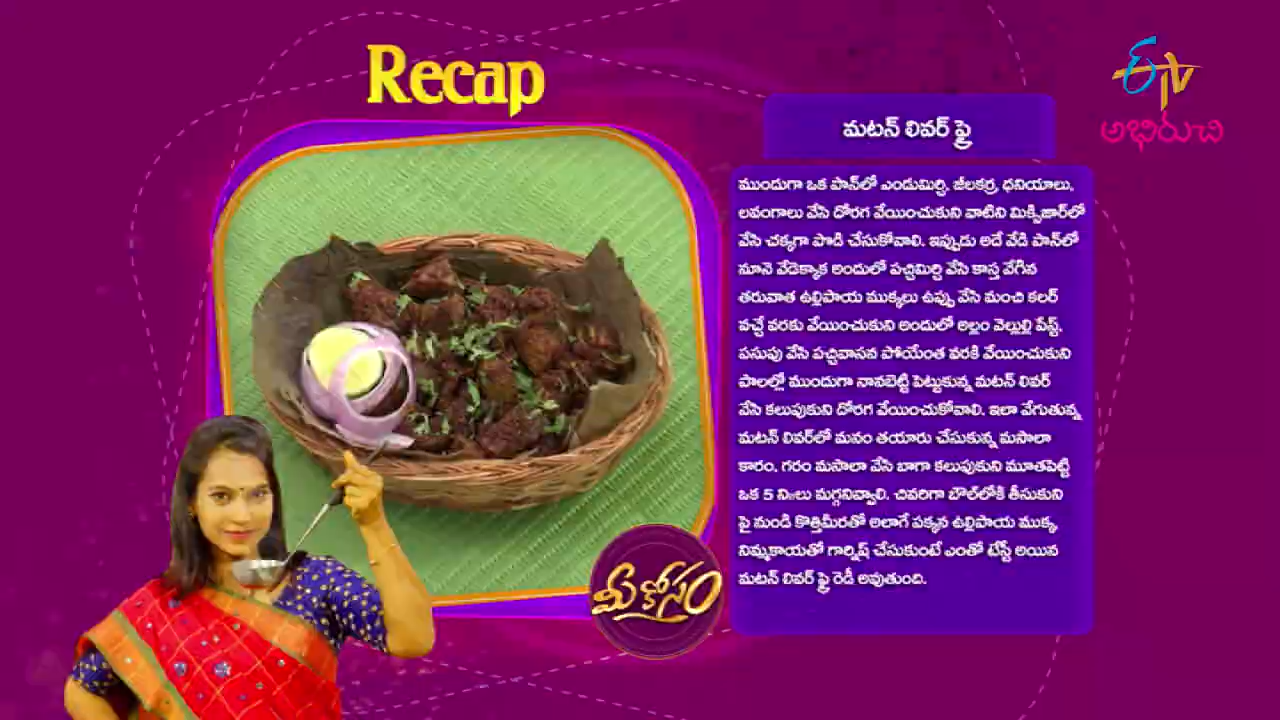 Recap
ETV
అభిరుచి
మటన్ లివర్ ఫ్రై
ముందుగా ఒక పాన్‌లో ఎండుమిర్చి, జీలకర్ర, ధనియాలు,
లవంగాలు వేసి దోరగ వేయించుకుని వాటిని మిక్సిజార్‌లో
వేసి చక్కగా పొడి చేసుకోవాలి. ఇప్పుడు అదే వేడి పాన్‌లో
నూనె వేడెక్కాక అందులో పచ్చిమిర్చి వేసి కాస్త వేగిన
తరువాత ఉల్లిపాయ ముక్కలు ఉప్పు వేసి మంచి కలర్
వచ్చే వరకు వేయించుకుని అందులో అల్లం వెల్లుల్లి పేస్ట్,
పసుపు వేసి పచ్చివాసన పోయేంత వరకి వేయించుకుని
పాలల్లో ముందుగా నానబెట్టి పెట్టుకున్న మటన్ లివర్
వేసి కలుపుకుని దోరగ వేయించుకోవాలి. ఇలా వేగుతున్న
మటన్ లివర్‌లో మనం తయారు చేసుకున్న మసాలా
కారం, గరం మసాలా వేసి బాగా కలుపుకుని మూతపెట్టి
ఒక 5 ని॥లు మగ్గనివ్వాలి. చివరిగా బౌల్‌లోకి తీసుకుని
పై నుండి కొత్తిమీరతో అలాగే పక్కన ఉల్లిపాయ ముక్క,
నిమ్మకాయతో గార్నిష్ చేసుకుంటే ఎంతో టేస్టీ అయిన
మటన్ లివర్ ఫ్రై రెడీ అవుతుంది.
మీ కోసం